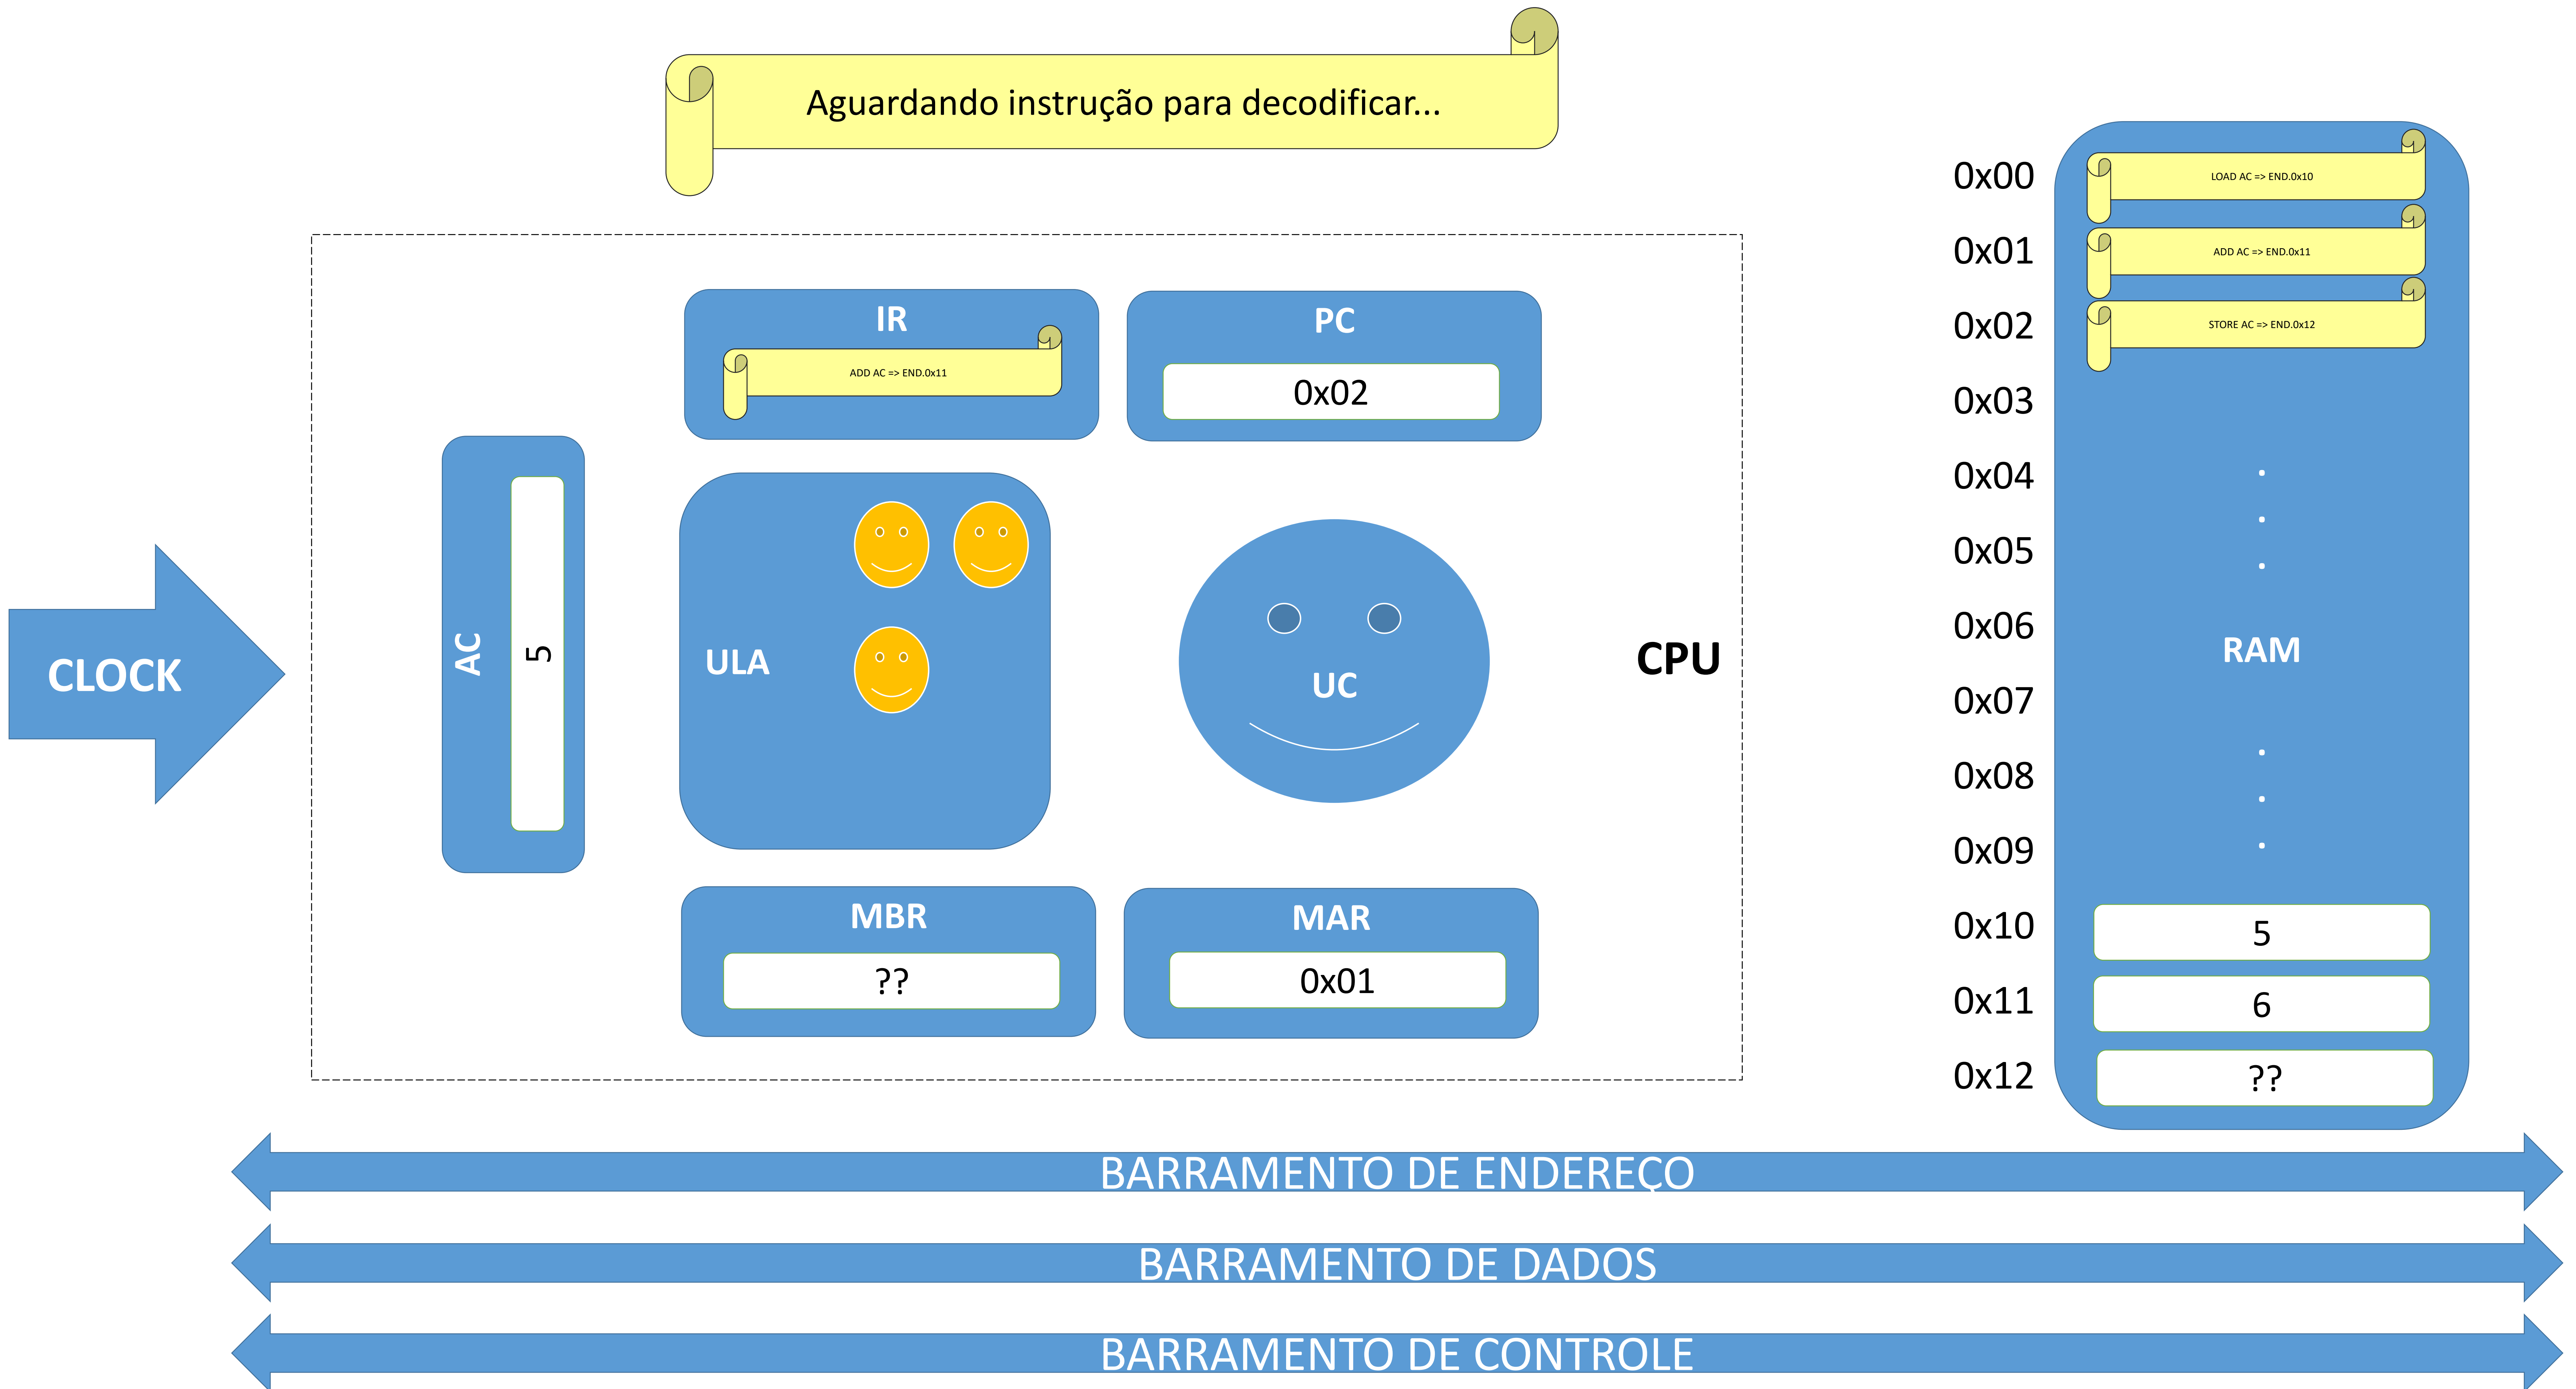 Aguardando instrução para decodificar...
CLOCK
AC
5
IR
ADD AC => END.0x11
PC
0x02
ULA
UC
CPU
MBR
??
MAR
0x01
0x00
LOAD AC => END.0x10
0x01
ADD AC => END.0x11
0x02
STORE AC => END.0x12
0x03
0x04
.
.
0x05
.
0x06
RAM
0x07
.
0x08
.
0x09
.
0x10
5
0x11
6
0x12
??
BARRAMENTO DE ENDEREÇO
BARRAMENTO DE DADOS
BARRAMENTO DE CONTROLE